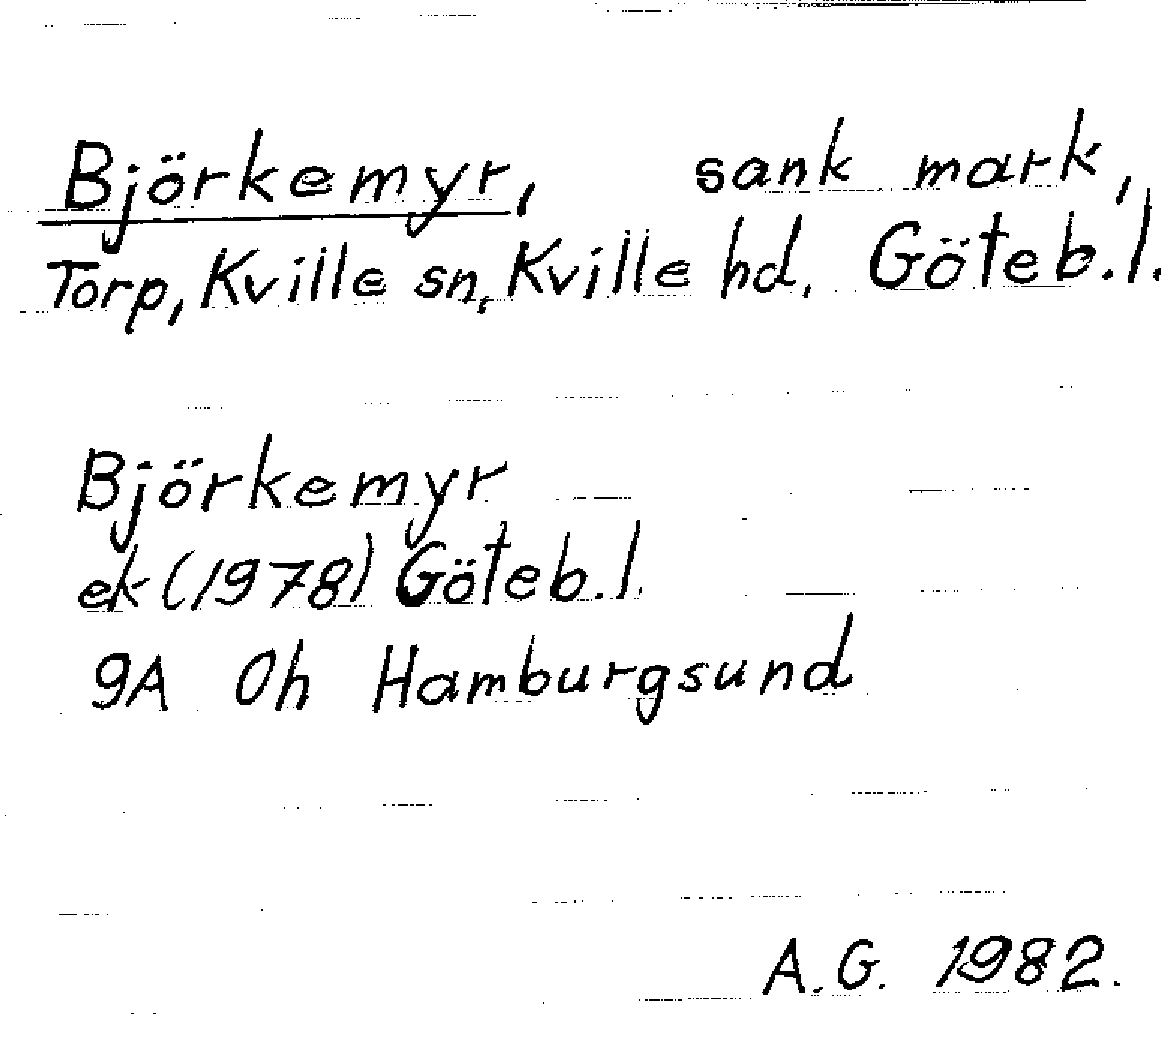 Björkemyr, sank mark,
Torp, Kville sn, Kville hd, Göteb.l.
Björkemyr
ek (1978) Göteb.l.
9A 0h Hamburgsund
A.G. 1982.